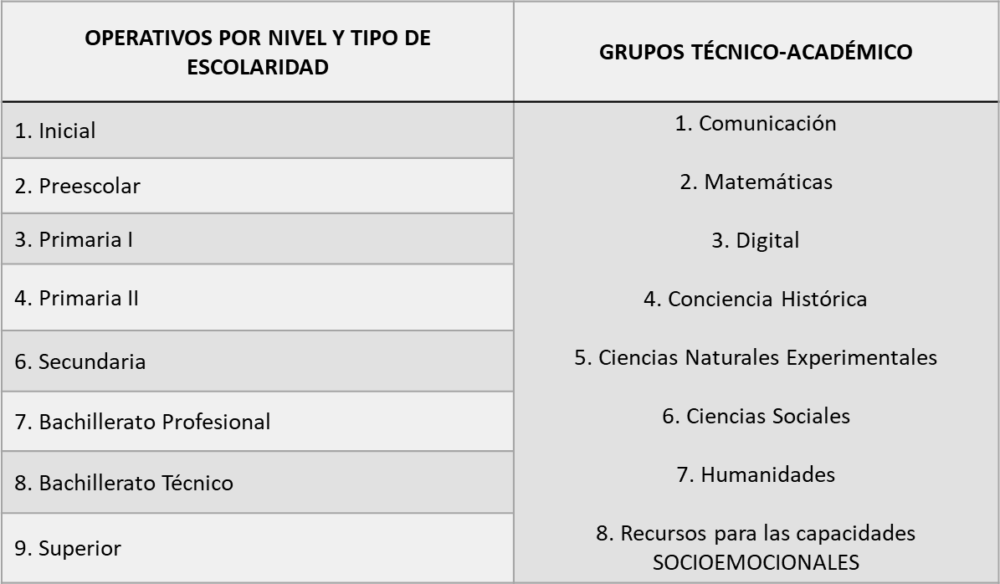 OPERATIVOS POR NIVEL Y TIPO DE
ESCOLARIDAD
GRUPOS TÉCNICO-ACADÉMICO
1. Inicial
2. Preescolar
3. Primaria I
4. Primaria II
6. Secundaria
7. Bachillerato Profesional
8. Bachillerato Técnico
9. Superior
1. Comunicación
2. Matemáticas
3. Digital
4. Conciencia Histórica
5. Ciencias Naturales Experimentales
6. Ciencias Sociales
7. Humanidades
8. Recursos para las capacidades
SOCIOEMOCIONALES